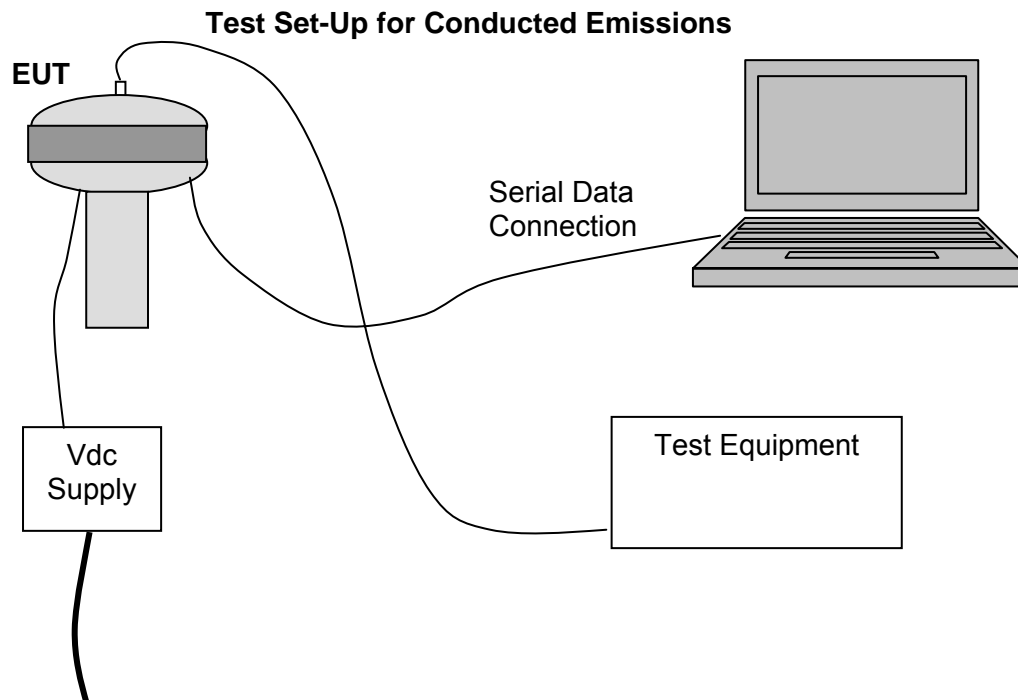 Test Set-Up for Conducted Emissions
EUT
Serial Data
Connection
Test Equipment
Vdc
Supply